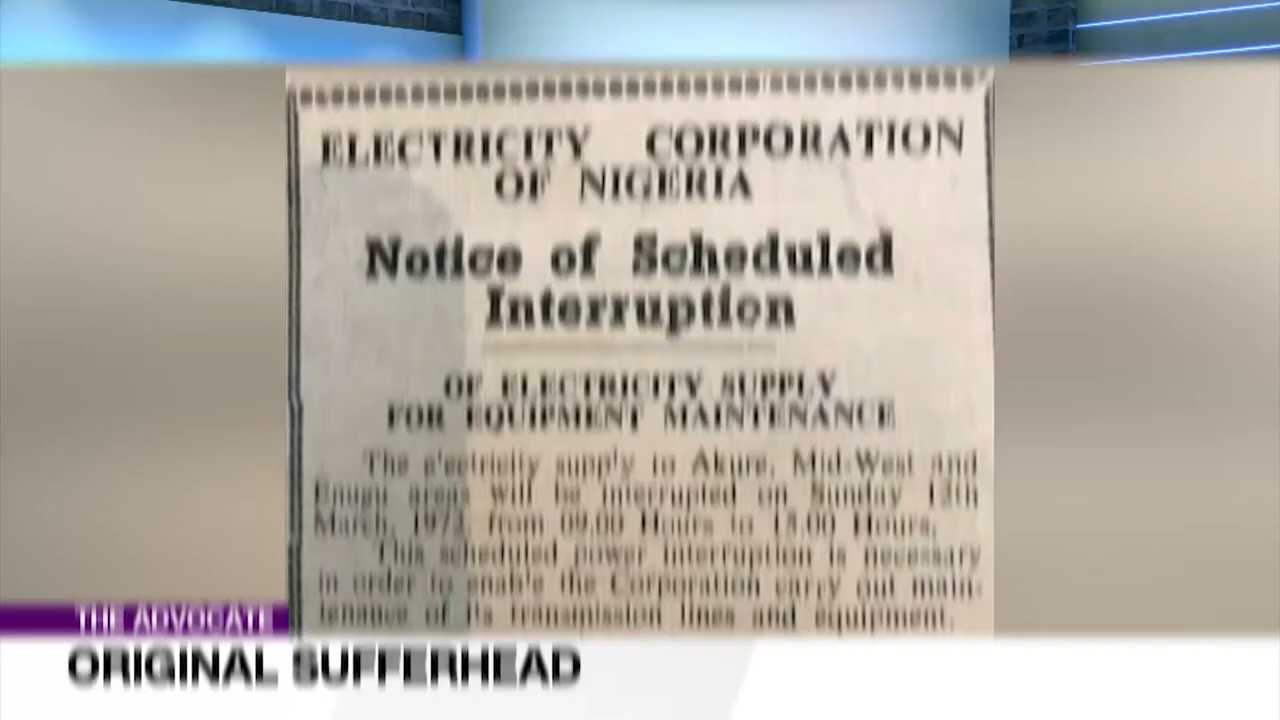 ELECTRICITY CORPORATION
OF NIGERIA
Notice of Scheduled
Interruption
OF ELECTRICITY SUPPLY
FOR EQUIPMENT MAINTENANCE
The electricity supply to Akure, Mid-West and
Enugu areas will be interrupted on Sunday 12th
March, from 09.00 Hours to Hours.
This scheduled power interruption is necessary
in order to enable the Corporation carry out main-
tenance of its transmission lines and equipment.
THE ADVOCATE
ORIGINAL SUFFERHEAD